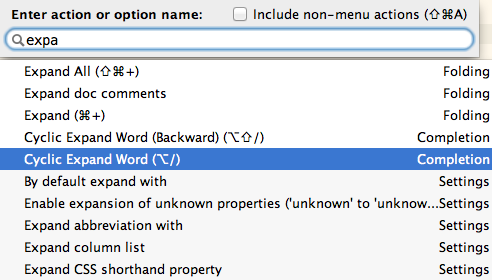 Enter action or option name: Include non-menu actions (⇧⌘A)
expa
Expand All (⇧⌘+) Folding
Expand doc comments Folding
Expand (⌘+) Folding
Cyclic Expand Word (Backward) (⌥⇧/) Completion
Cyclic Expand Word (⌥/) Completion
By default expand with Settings
Enable expansion of unknown properties ('unknown' to 'unknow...Settings
Expand abbreviation with Settings
Expand column list Settings
Expand CSS shorthand property Settings